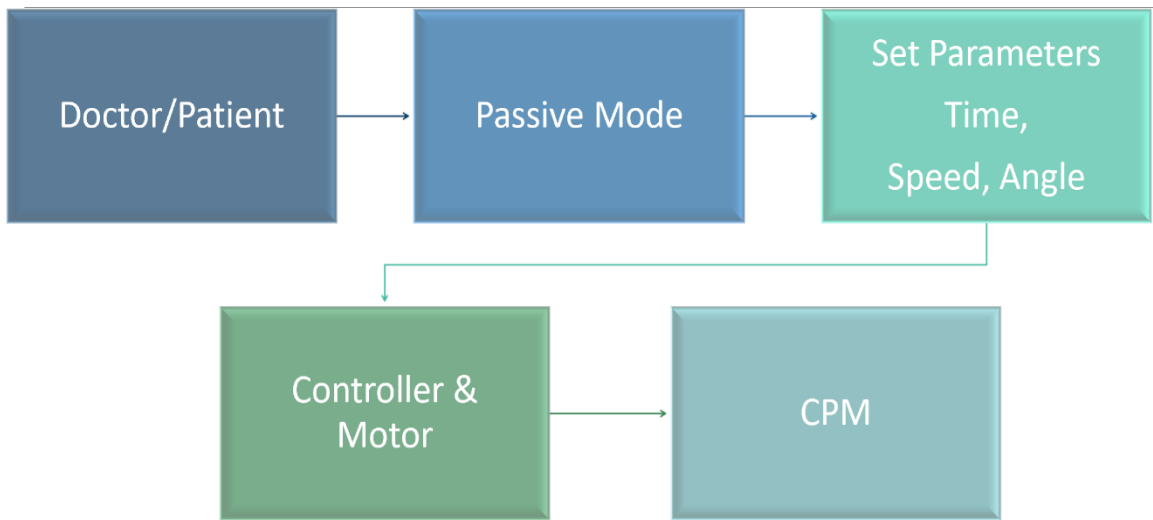 Doctor/Patient
Passive Mode
Set Parameters
Time,
Speed, Angle
Controller &
Motor
CPM